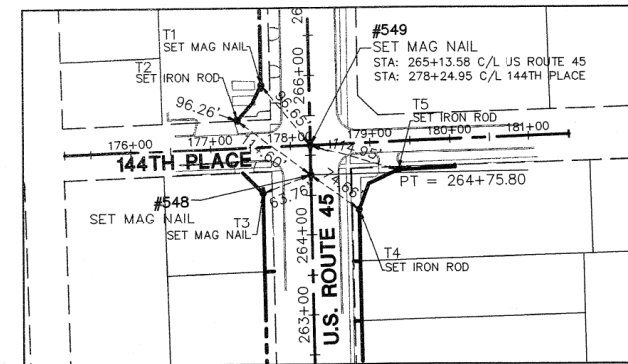 T1
SET MAG NAIL
T2
SET IRON ROD
96.26'
96.65'
266+00
#549
SET MAG NAIL
STA: 265+13.58 C/L US ROUTE 45
STA: 278+24.95 C/L 144TH PLACE
T5
SET IRON ROD
176+00
177+00
178+00
179+00
180+00
181+00
144TH PLACE
114.95'
PT = 264+75.80
#548
SET MAG NAIL
63.76'
74.66'
T3
SET MAG NAIL
T4
SET IRON ROD
264+00
263+00
U.S. ROUTE 45